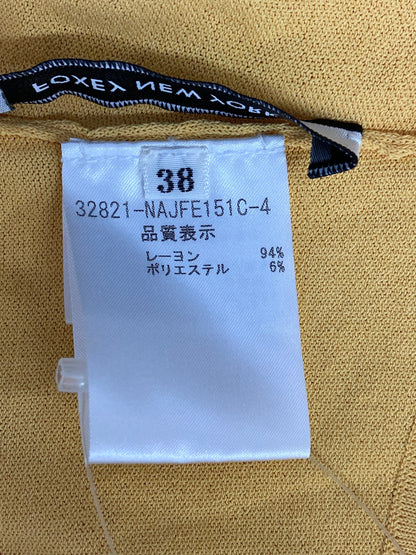 FOXEY NEW YORK
38
32821-NAJFE151C-4
品質表示
レーヨン 94%
ポリエステル 6%